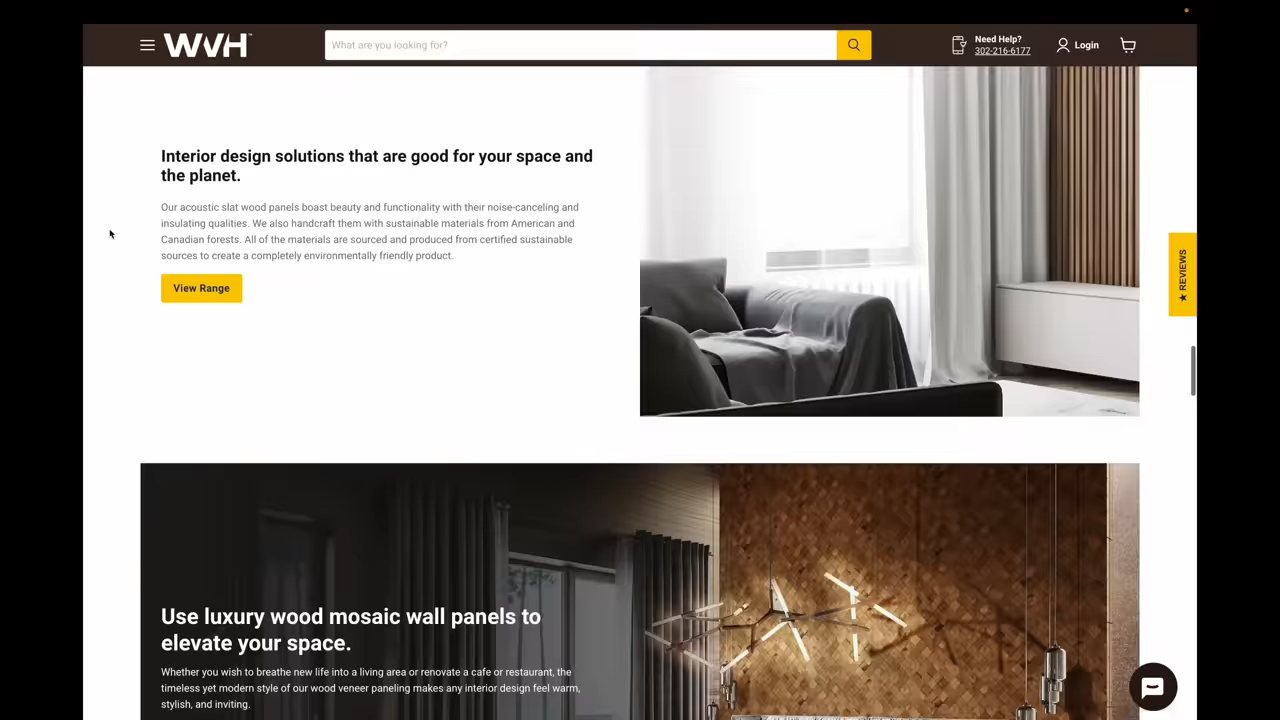 WVH
What are you looking for?
Need Help?
302-216-6177
Login
Interior design solutions that are good for your space and
the planet.
Our acoustic slat wood panels boast beauty and functionality with their noise-canceling and
insulating qualities. We also handcraft them with sustainable materials from American and
Canadian forests. All of the materials are sourced and produced from certified sustainable
sources to create a completely environmentally friendly product.
View Range
★ REVIEWS
Use luxury wood mosaic wall panels to
elevate your space.
Whether you wish to breathe new life into a living area or renovate a cafe or restaurant, the
timeless yet modern style of our wood veneer paneling makes any interior design feel warm,
stylish, and inviting.